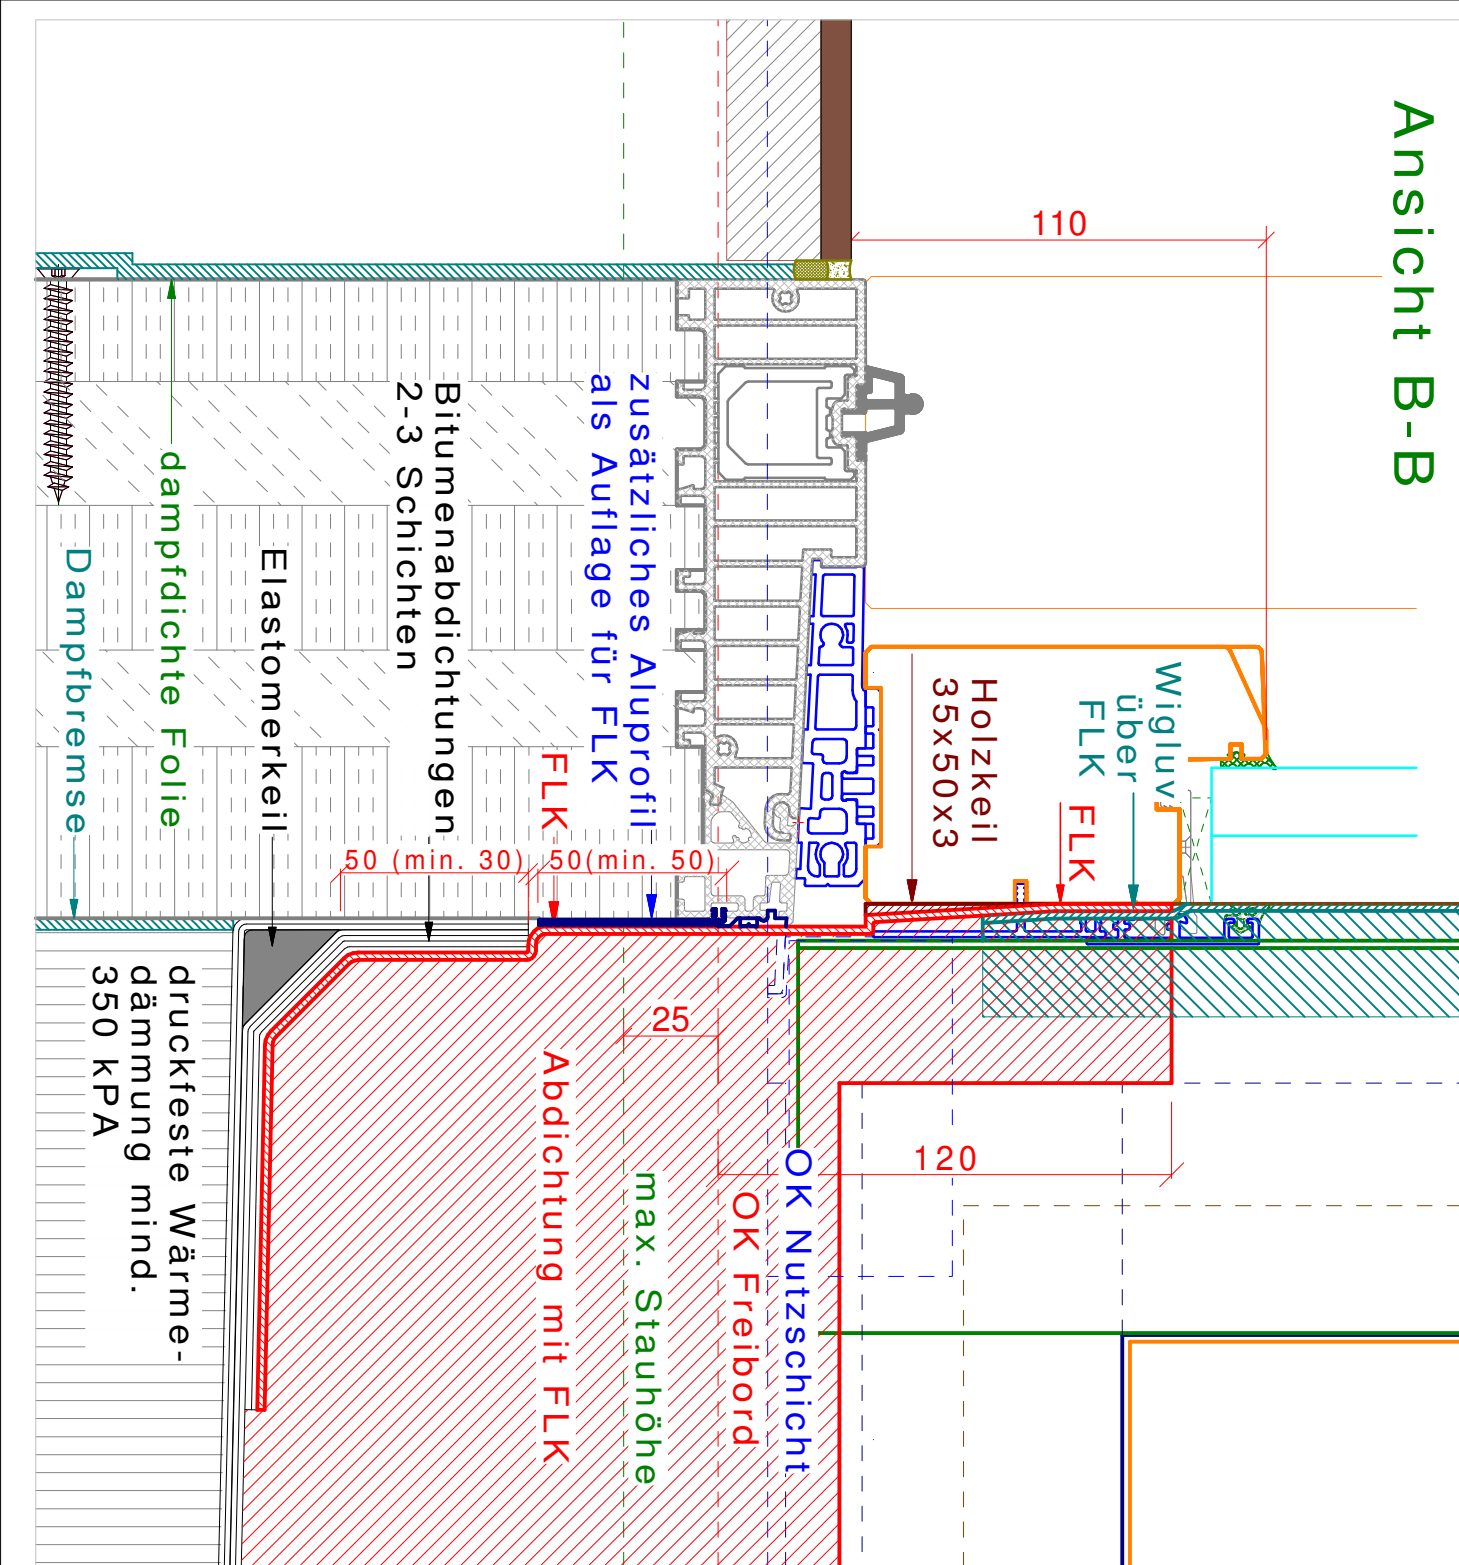 Ansicht B-B
110
Wigluv
über
FLK
FLK
Holzkeil
35x50x3
zusätzliches Aluprofil
als Auflage für FLK
FLK
Bitumenabdichtungen
2-3 Schichten
Elastomerkeil
dampfdichte Folie
Dampfbremse
50 (min. 30)
50(min. 50)
25
120
OK Nutzschicht
OK Freibord
max. Stauhöhe
Abdichtung mit FLK
druckfeste Wärme-
dämmung mind.
350 kPA